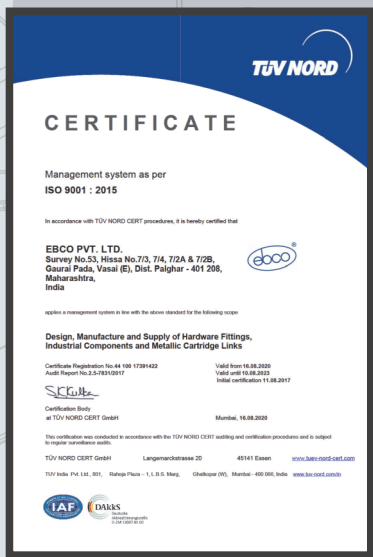 TÜV NORD
CERTIFICATE
Management system as per
ISO 9001 : 2015
In accordance with TÜV NORD CERT procedures, it is hereby certified that
EBCO PVT. LTD.
Survey No.53, Hissa No.7/3, 7/4, 7/2A & 7/2B,
Gaurai Pada, Vasai (E), Dist. Palghar - 401 208,
Maharashtra,
India
ebco®
applies a management system in line with the above standard for the following scope
Design, Manufacture and Supply of Hardware Fittings,
Industrial Components and Metallic Cartridge Links
Certificate Registration No.44 100 17391422
Audit Report No.2.5-7831/2017
Valid from 16.08.2020
Valid until 10.08.2023
Initial certification 11.08.2017
Certification Body
at TÜV NORD CERT GmbH
Mumbai, 16.08.2020
This certification was conducted in accordance with the TÜV NORD CERT auditing and certification procedures and is subject
to regular surveillance audits.
TÜV NORD CERT GmbH Langemarckstrasse 20 45141 Essen www.tuev-nord-cert.com
TÜV India Pvt. Ltd., 801, Raheja Plaza – 1, L.B.S. Marg, Ghatkopar (W), Mumbai - 400 086, India www.tuv-nord.com/in
IAF
DAkkS
Deutsche
Akkreditierungsstelle